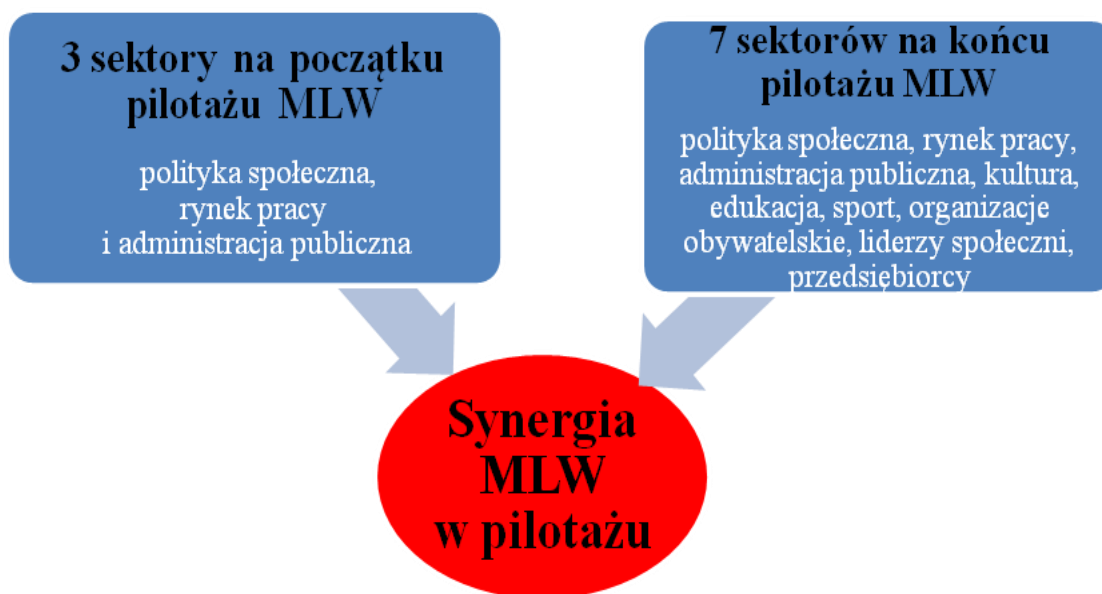 3 sektory na początku
pilotażu MLW
polityka społeczna,
rynek pracy
i administracja publiczna
7 sektorów na końcu
pilotażu MLW
polityka społeczna, rynek pracy,
administracja publiczna, kultura,
edukacja, sport, organizacje
obywatelskie, liderzy społeczni,
przedsiębiorcy
Synergia
MLW
w pilotażu